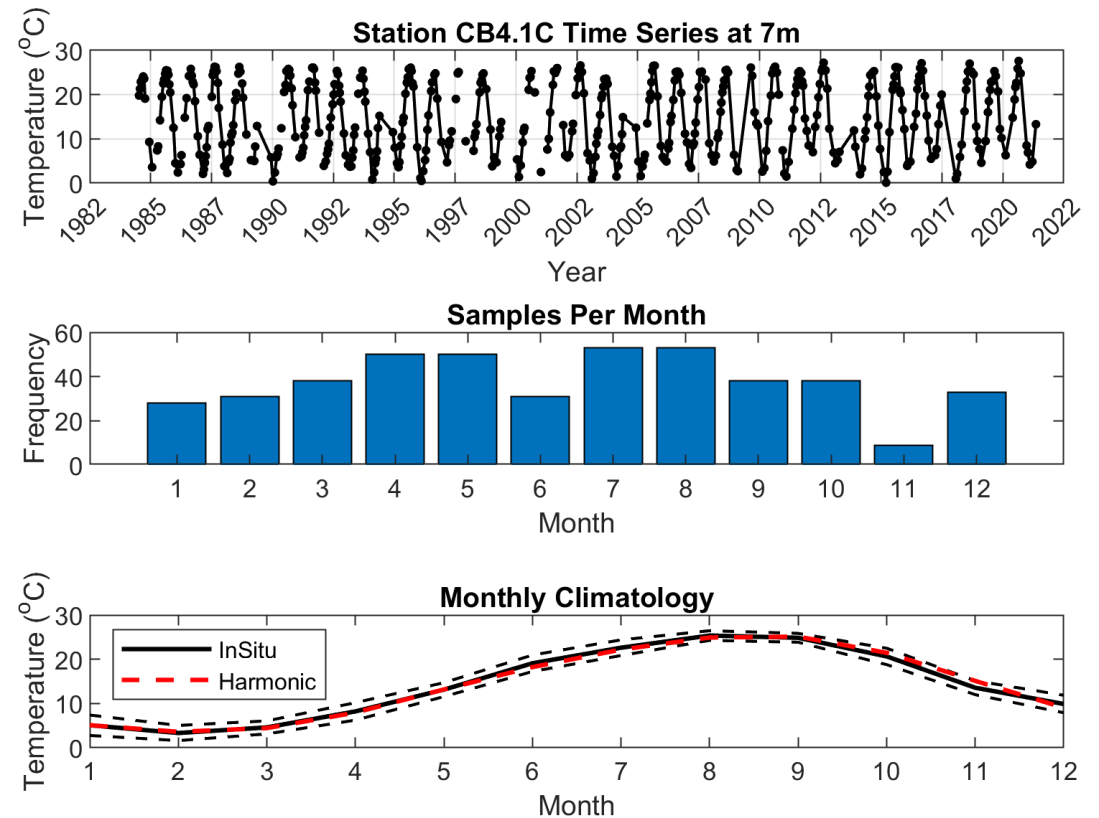 Station CB4.1C Time Series at 7m
Temperature (°C)
30
20
10
0
1982 1985 1987 1990 1992 1995 1997 2000 2002 2005 2007 2010 2012 2015 2017 2020 2022
Year
Samples Per Month
Frequency
60
40
20
0
1 2 3 4 5 6 7 8 9 10 11 12
Month
Monthly Climatology
Temperature (°C)
30
20
10
0
InSitu
Harmonic
1 2 3 4 5 6 7 8 9 10 11 12
Month